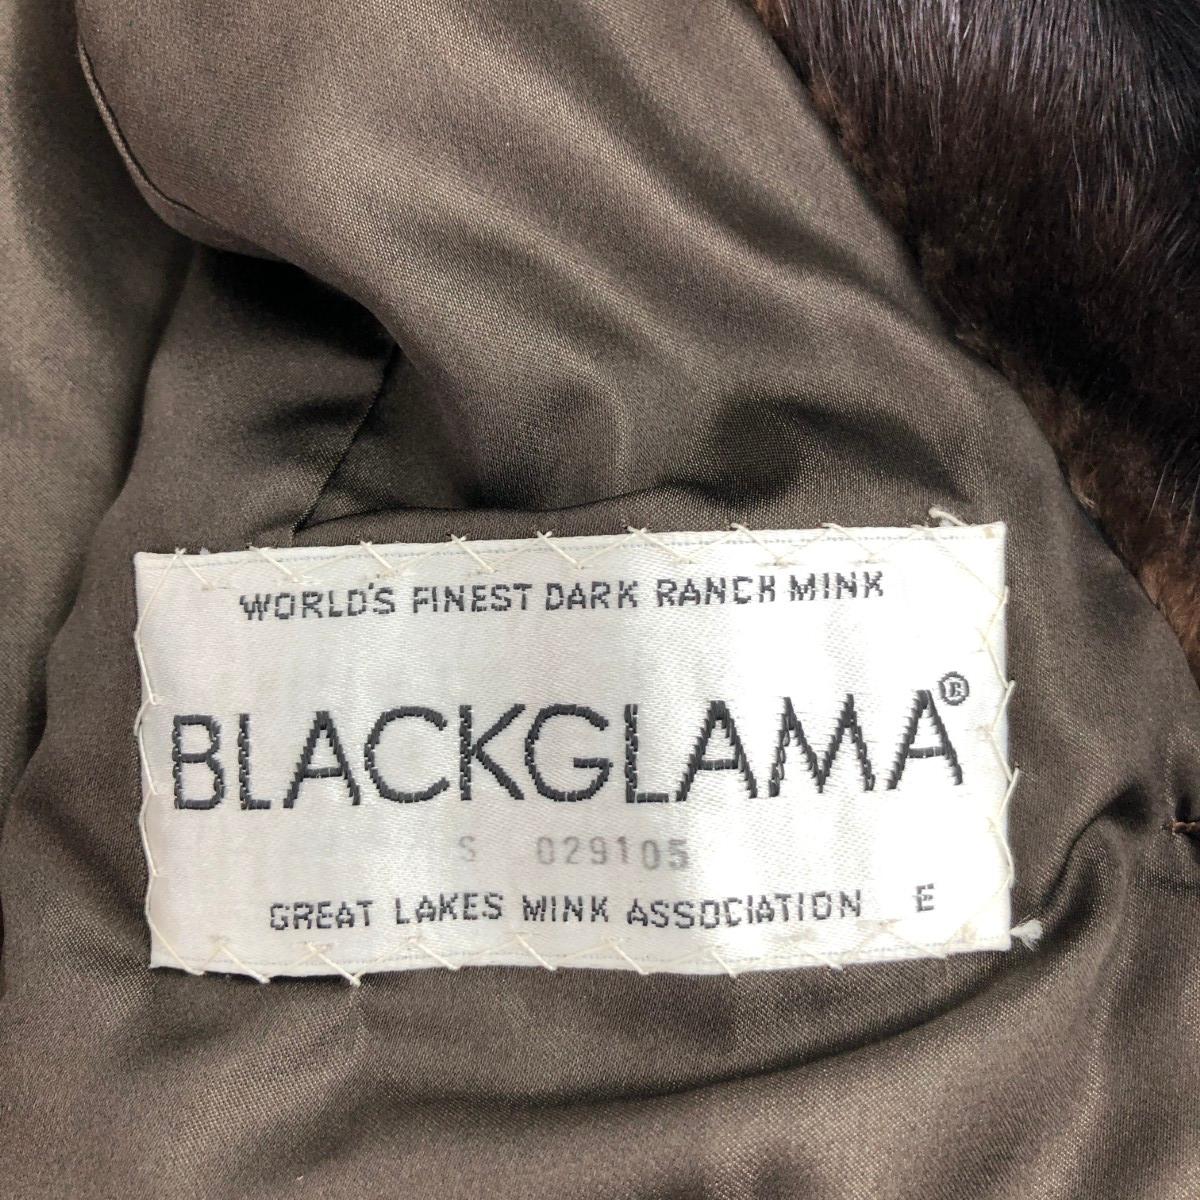 WORLD'S FINEST DARK RANCH MINK
BLACKGLAMA®
S 029105
GREAT LAKES MINK ASSOCIATION E